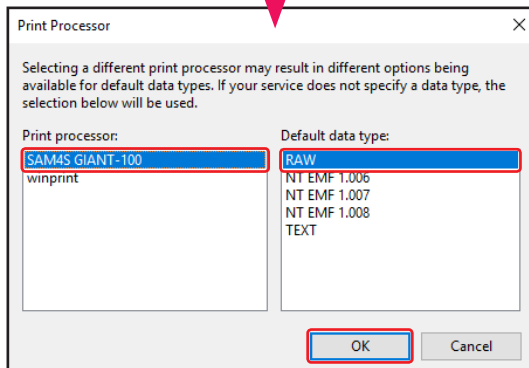 Print Processor
Selecting a different print processor may result in different options being
available for default data types. If your service does not specify a data type, the
selection below will be used.
Print processor:
SAM4S GIANT-100
winprint
Default data type:
RAW
NT EMF 1.006
NT EMF 1.007
NT EMF 1.008
TEXT
OK
Cancel